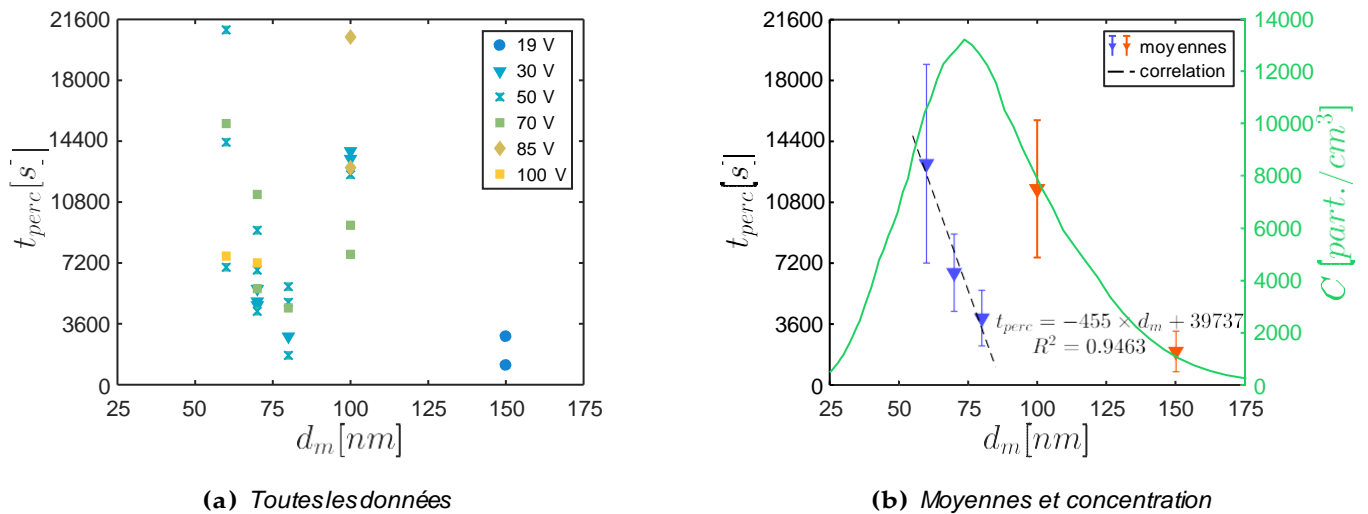 21600
18000
14400
10800
7200
3600
0
t_perc[s]
25 50 75 100 125 150 175
d_m[nm]
19 V
30 V
50 V
70 V
85 V
100 V
(a) Toutes les données
21600
18000
14400
10800
7200
3600
0
t_perc[s]
25 50 75 100 125 150 175
d_m[nm]
moyennes
correlation
t_perc = −455 × d_m + 39737
R² = 0.9463
14000
12000
10000
8000
6000
4000
2000
0
C [part./cm³]
(b) Moyennes et concentration